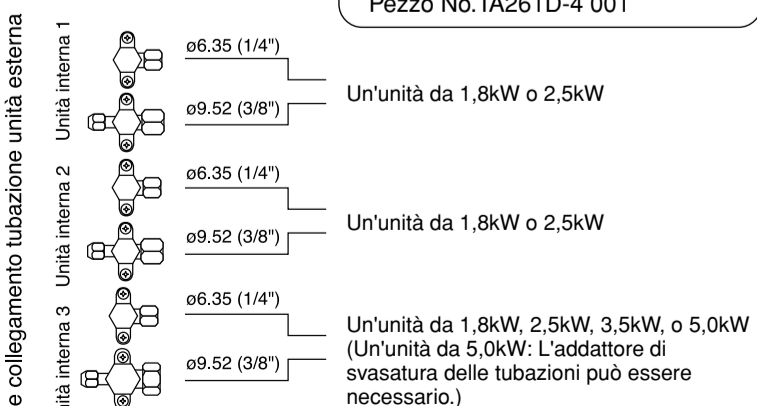 Pezzo No. TA261D-4 001
e collegamento tubazione unità esterna
Unità interna 1
ø6.35 (1/4")
ø9.52 (3/8")
Un'unità da 1,8kW o 2,5kW
Unità interna 2
ø6.35 (1/4")
ø9.52 (3/8")
Un'unità da 1,8kW o 2,5kW
nità interna 3
ø6.35 (1/4")
ø9.52 (3/8")
Un'unità da 1,8kW, 2,5kW, 3,5kW, o 5,0kW
(Un'unità da 5,0kW: L'addattore di
svasatura delle tubazioni può essere
necessario.)